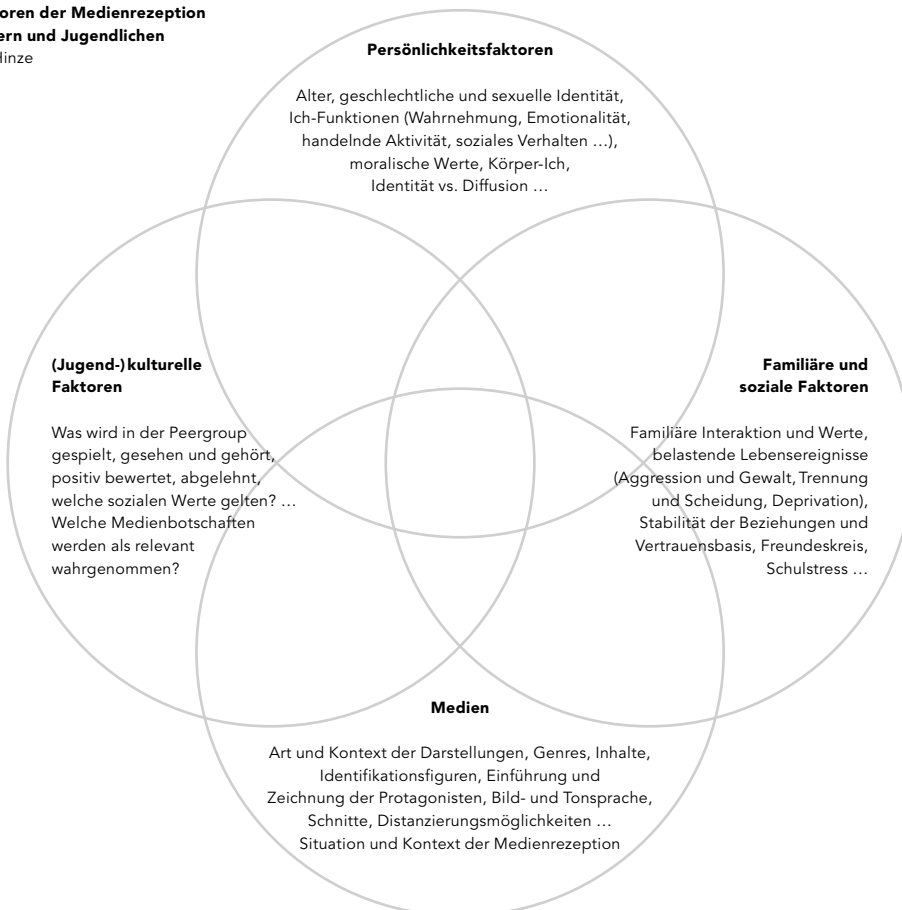 oren der Medienrezeption
ern und Jugendlichen
Hinze
Persönlichkeitsfaktoren
Alter, geschlechtliche und sexuelle Identität,
Ich-Funktionen (Wahrnehmung, Emotionalität,
handelnde Aktivität, soziales Verhalten …),
moralische Werte, Körper-Ich,
Identität vs. Diffusion …
(Jugend-) kulturelle
Faktoren
Was wird in der Peergroup
gespielt, gesehen und gehört,
positiv bewertet, abgelehnt,
welche sozialen Werte gelten? …
Welche Medienbotschaften
werden als relevant
wahrgenommen?
Familiäre und
soziale Faktoren
Familiäre Interaktion und Werte,
belastende Lebensereignisse
(Aggression und Gewalt, Trennung
und Scheidung, Deprivation),
Stabilität der Beziehungen und
Vertrauensbasis, Freundeskreis,
Schulstress …
Medien
Art und Kontext der Darstellungen, Genres, Inhalte,
Identifikationsfiguren, Einführung und
Zeichnung der Protagonisten, Bild- und Tonsprache,
Schnitte, Distanzierungsmöglichkeiten …
Situation und Kontext der Medienrezeption